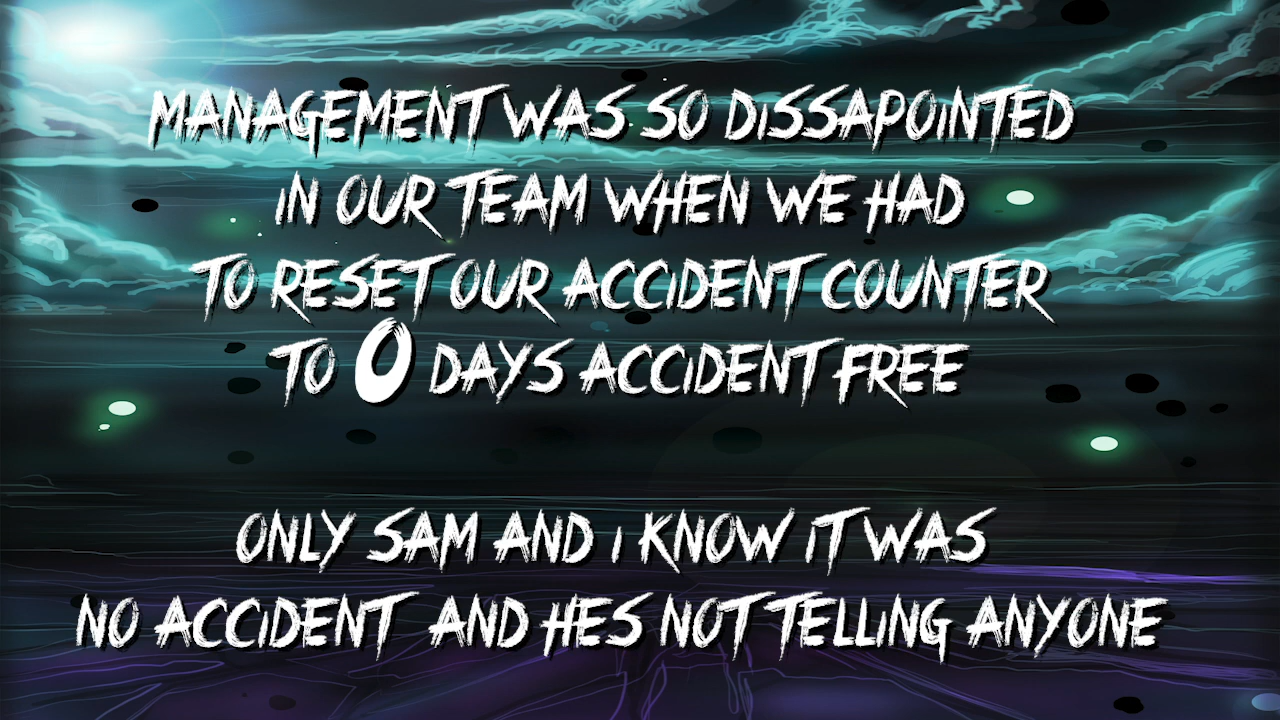 MANAGEMENT WAS SO DiSSAPOiNTED
iN OUR TEAM WHEN WE HAD
TO RESET OUR ACCiDENT COUNTER
TO 0 DAYS ACCiDENT FREE
ONLY SAM AND i KNOW iT WAS
NO ACCiDENT AND HES NOT TELLiNG ANYONE